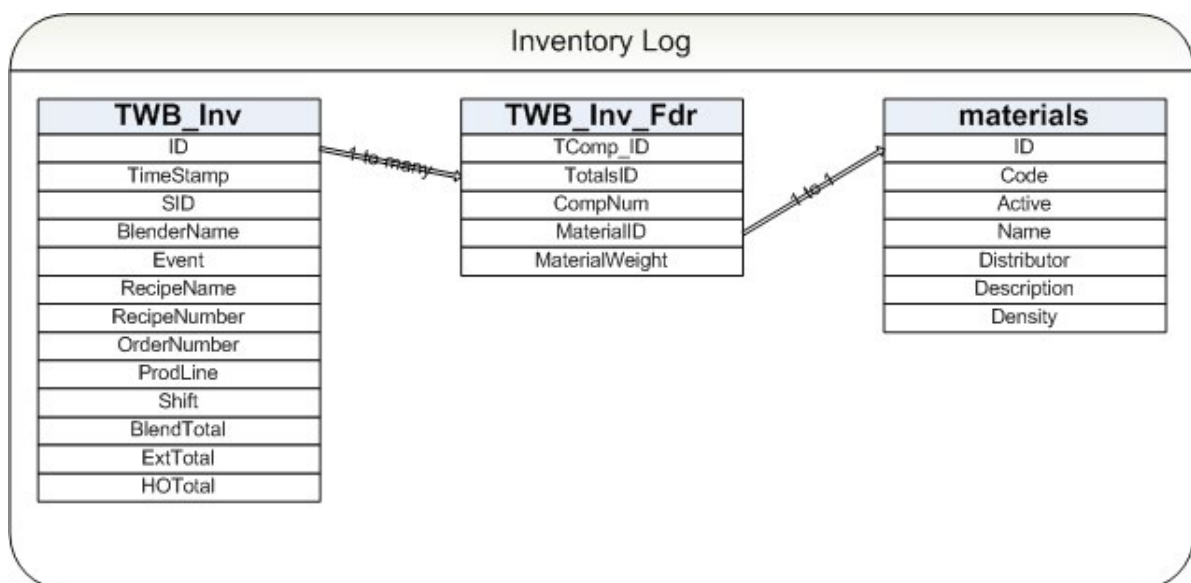 Inventory Log
TWB_Inv
ID
TimeStamp
SID
BlenderName
Event
RecipeName
RecipeNumber
OrderNumber
ProdLine
Shift
BlendTotal
ExtTotal
HOTotal
1 to many
TWB_Inv_Fdr
TComp_ID
TotalsID
CompNum
MaterialID
MaterialWeight
1 to 1
materials
ID
Code
Active
Name
Distributor
Description
Density